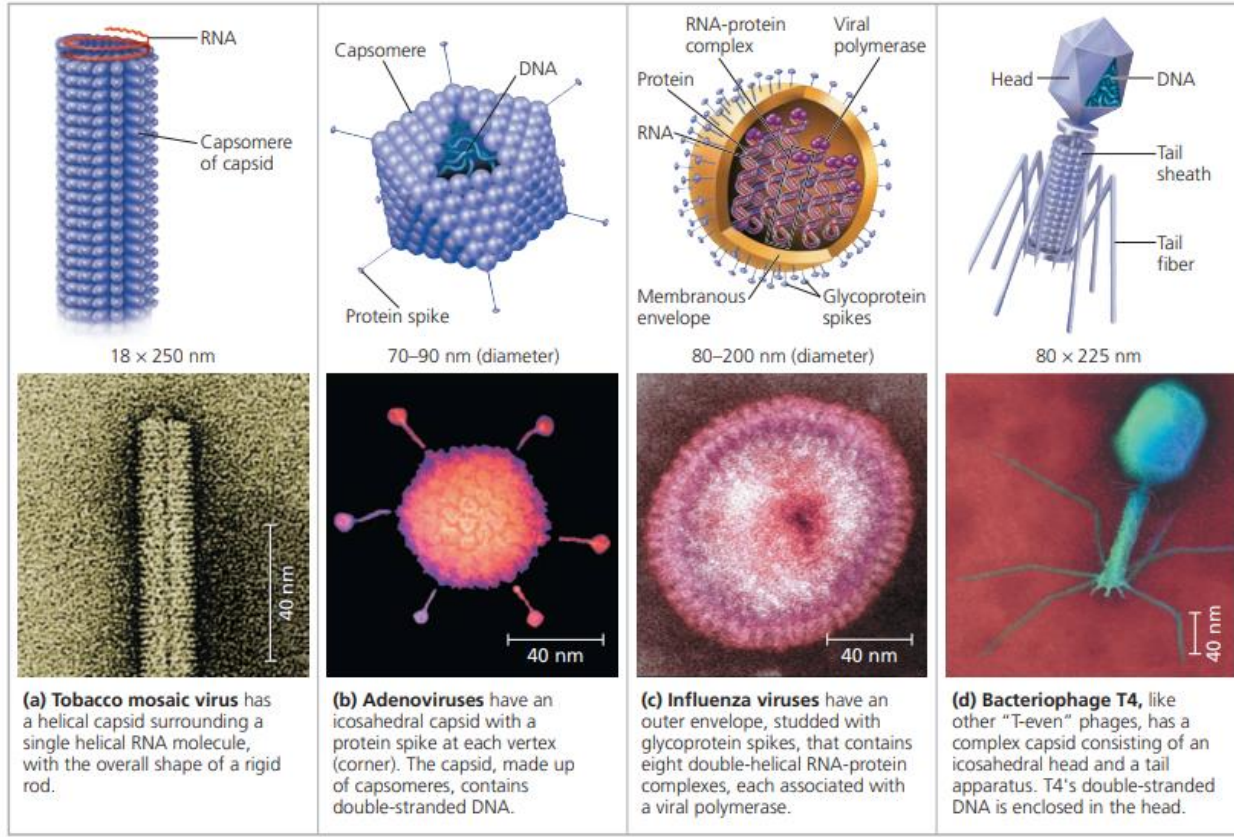 RNA
Capsomere
of capsid
18 × 250 nm
40 nm
(a) Tobacco mosaic virus has
a helical capsid surrounding a
single helical RNA molecule,
with the overall shape of a rigid
rod.
Capsomere
DNA
Protein spike
70–90 nm (diameter)
40 nm
(b) Adenoviruses have an
icosahedral capsid with a
protein spike at each vertex
(corner). The capsid, made up
of capsomeres, contains
double-stranded DNA.
RNA-protein
complex
Viral
polymerase
Protein
RNA
Membranous
envelope
Glycoprotein
spikes
80–200 nm (diameter)
40 nm
(c) Influenza viruses have an
outer envelope, studded with
glycoprotein spikes, that contains
eight double-helical RNA-protein
complexes, each associated with
a viral polymerase.
Head
DNA
Tail
sheath
Tail
fiber
80 × 225 nm
40 nm
(d) Bacteriophage T4, like
other “T-even” phages, has a
complex capsid consisting of an
icosahedral head and a tail
apparatus. T4's double-stranded
DNA is enclosed in the head.